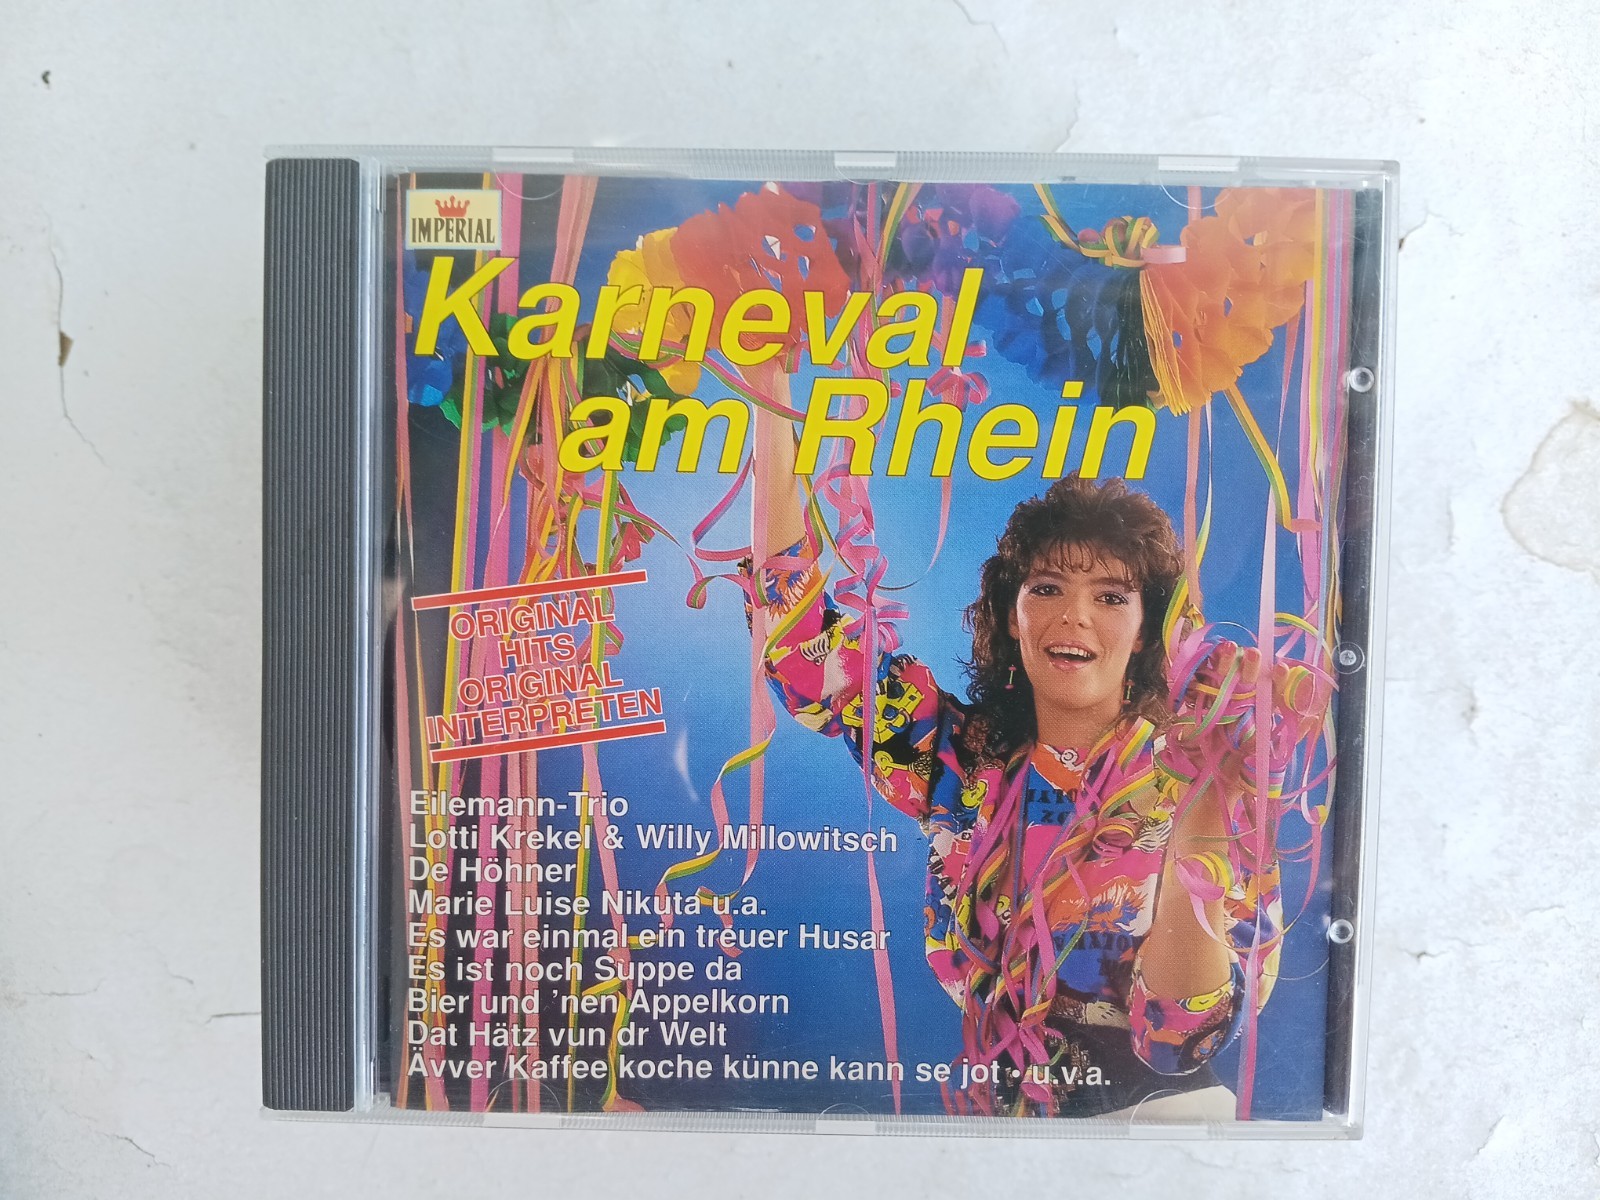 IMPERIAL
Karneval
am Rhein
ORIGINAL
HITS
ORIGINAL
INTERPRETEN
Eilemann-Trio
Lotti Krekel & Willy Millowitsch
De Höhner
Marie Luise Nikuta u.a.
Es war einmal ein treuer Husar
Es ist noch Suppe da
Bier und 'nen Appelkorn
Dat Hätz vun dr Welt
Ävver Kaffee koche künne kann se jot • u.v.a.